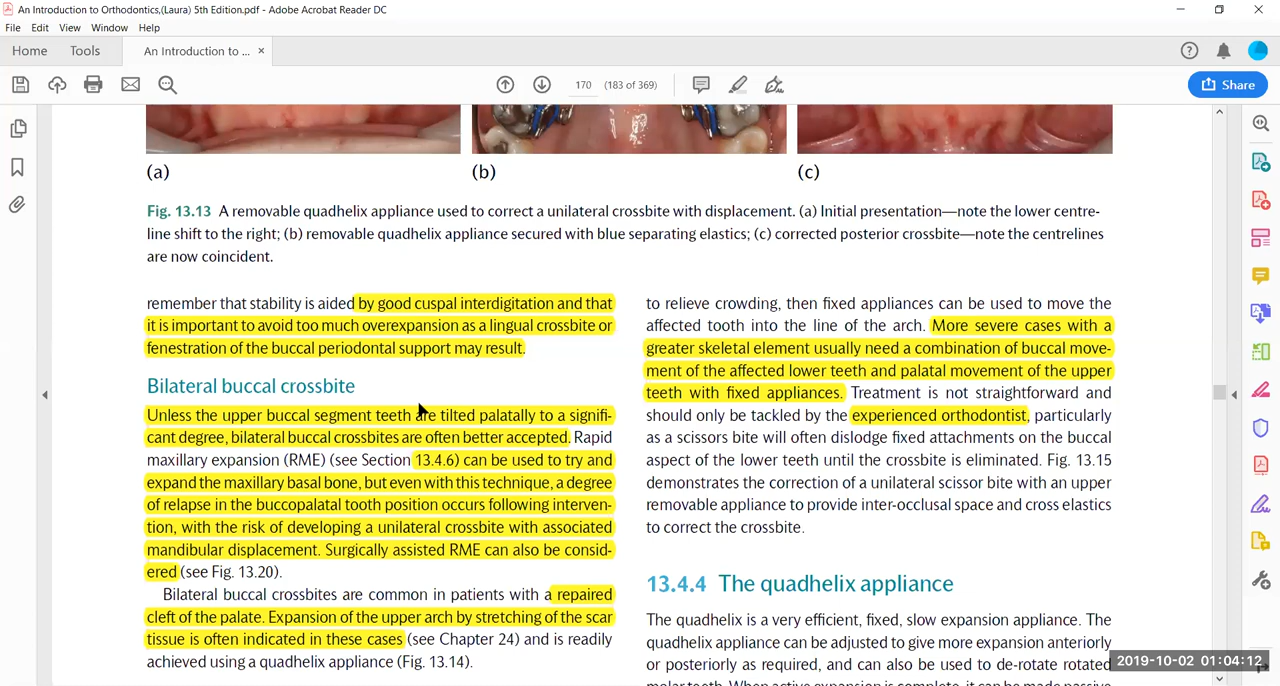 An Introduction to Orthodontics,(Laura) 5th Edition.pdf - Adobe Acrobat Reader DC
File Edit View Window Help
Home Tools An Introduction to ... ×
170 (183 of 369) Share
(a) (b) (c)
Fig. 13.13 A removable quadhelix appliance used to correct a unilateral crossbite with displacement. (a) Initial presentation—note the lower centre-
line shift to the right; (b) removable quadhelix appliance secured with blue separating elastics; (c) corrected posterior crossbite—note the centrelines
are now coincident.
remember that stability is aided by good cuspal interdigitation and that
it is important to avoid too much overexpansion as a lingual crossbite or
fenestration of the buccal periodontal support may result.
Bilateral buccal crossbite
Unless the upper buccal segment teeth are tilted palatally to a signifi-
cant degree, bilateral buccal crossbites are often better accepted. Rapid
maxillary expansion (RME) (see Section 13.4.6) can be used to try and
expand the maxillary basal bone, but even with this technique, a degree
of relapse in the buccopalatal tooth position occurs following interven-
tion, with the risk of developing a unilateral crossbite with associated
mandibular displacement. Surgically assisted RME can also be consid-
ered (see Fig. 13.20).
Bilateral buccal crossbites are common in patients with a repaired
cleft of the palate. Expansion of the upper arch by stretching of the scar
tissue is often indicated in these cases (see Chapter 24) and is readily
achieved using a quadhelix appliance (Fig. 13.14).
to relieve crowding, then fixed appliances can be used to move the
affected tooth into the line of the arch. More severe cases with a
greater skeletal element usually need a combination of buccal move-
ment of the affected lower teeth and palatal movement of the upper
teeth with fixed appliances. Treatment is not straightforward and
should only be tackled by the experienced orthodontist, particularly
as a scissors bite will often dislodge fixed attachments on the buccal
aspect of the lower teeth until the crossbite is eliminated. Fig. 13.15
demonstrates the correction of a unilateral scissor bite with an upper
removable appliance to provide inter-occlusal space and cross elastics
to correct the crossbite.
13.4.4 The quadhelix appliance
The quadhelix is a very efficient, fixed, slow expansion appliance. The
quadhelix appliance can be adjusted to give more expansion anteriorly
or posteriorly as required, and can also be used to de-rotate rotated
molar teeth. When active expansion is complete, it can be made passive
2019-10-02 01:04:12